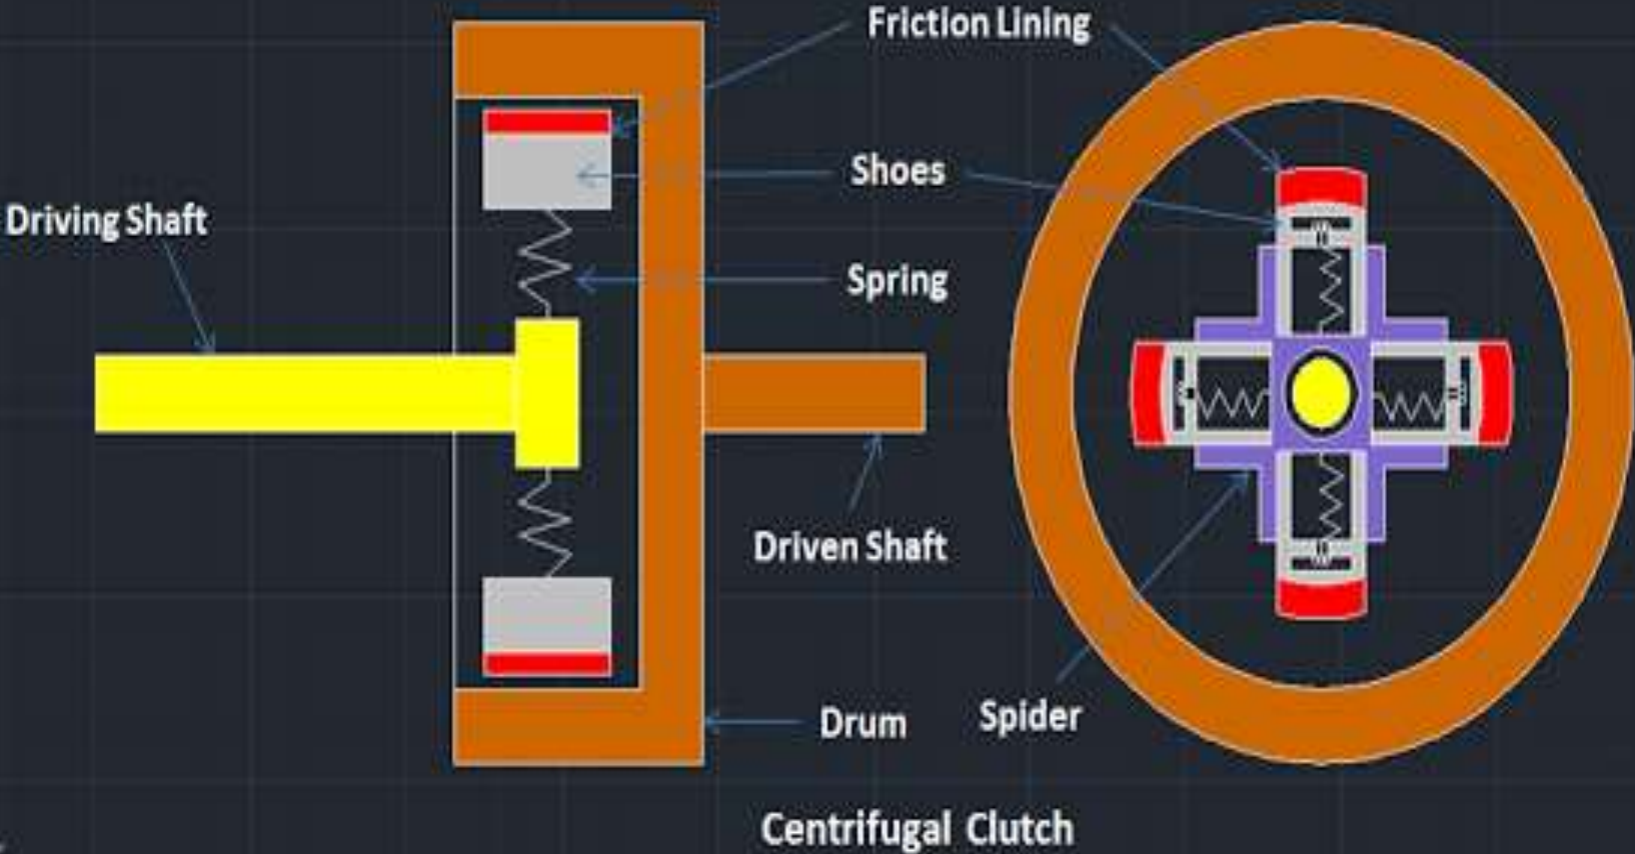 Friction Lining
Shoes
Driving Shaft
Spring
Driven Shaft
Spider
Drum
Centrifugal Clutch